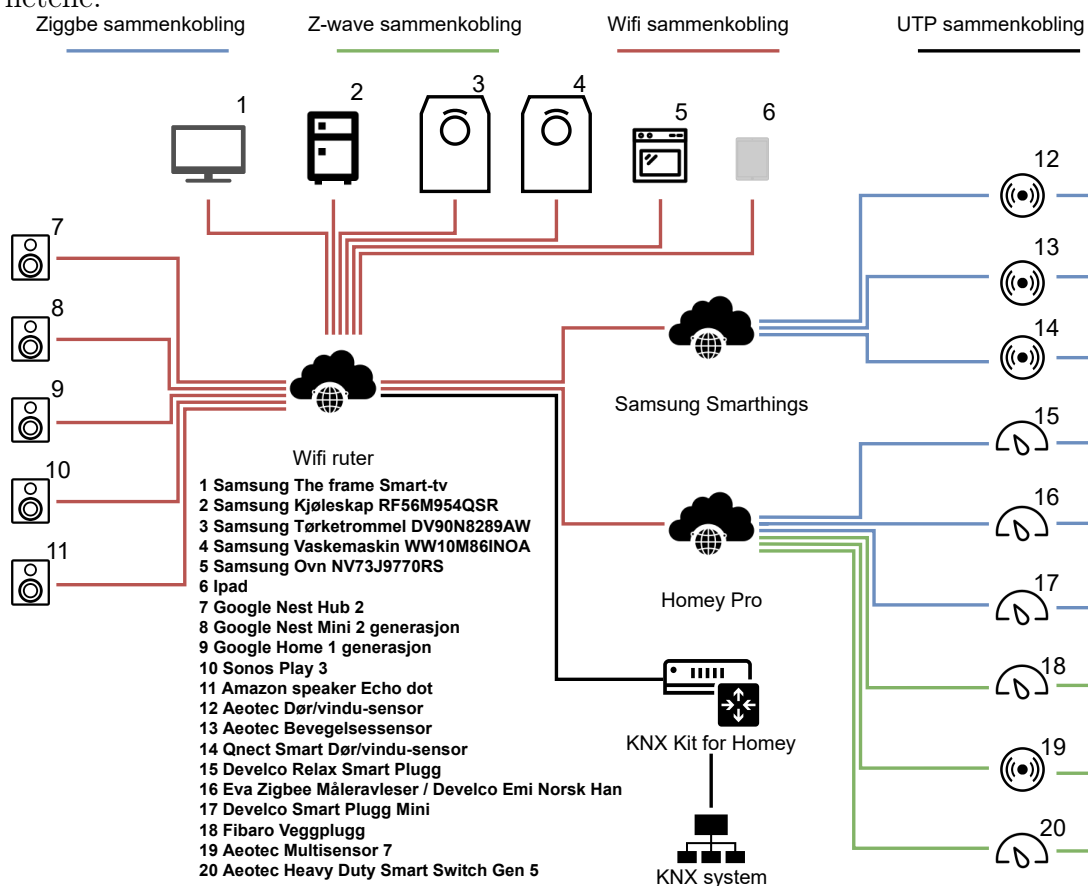 netene.
Ziggbe sammenkobling
Z-wave sammenkobling
Wifi sammenkobling
UTP sammenkobling
1
2
3
4
5
6
7
8
9
10
11
12
13
14
15
16
17
18
19
20
Samsung Smarthings
Wifi ruter
Homey Pro
KNX Kit for Homey
KNX system
1 Samsung The frame Smart-tv
2 Samsung Kjøleskap RF56M954QSR
3 Samsung Tørketrommel DV90N8289AW
4 Samsung Vaskemaskin WW10M86INOA
5 Samsung Ovn NV73J9770RS
6 Ipad
7 Google Nest Hub 2
8 Google Nest Mini 2 generasjon
9 Google Home 1 generasjon
10 Sonos Play 3
11 Amazon speaker Echo dot
12 Aeotec Dør/vindu-sensor
13 Aeotec Bevegelsessensor
14 Qnect Smart Dør/vindu-sensor
15 Develco Relax Smart Plugg
16 Eva Zigbee Måleravleser / Develco Emi Norsk Han
17 Develco Smart Plugg Mini
18 Fibaro Veggplugg
19 Aeotec Multisensor 7
20 Aeotec Heavy Duty Smart Switch Gen 5